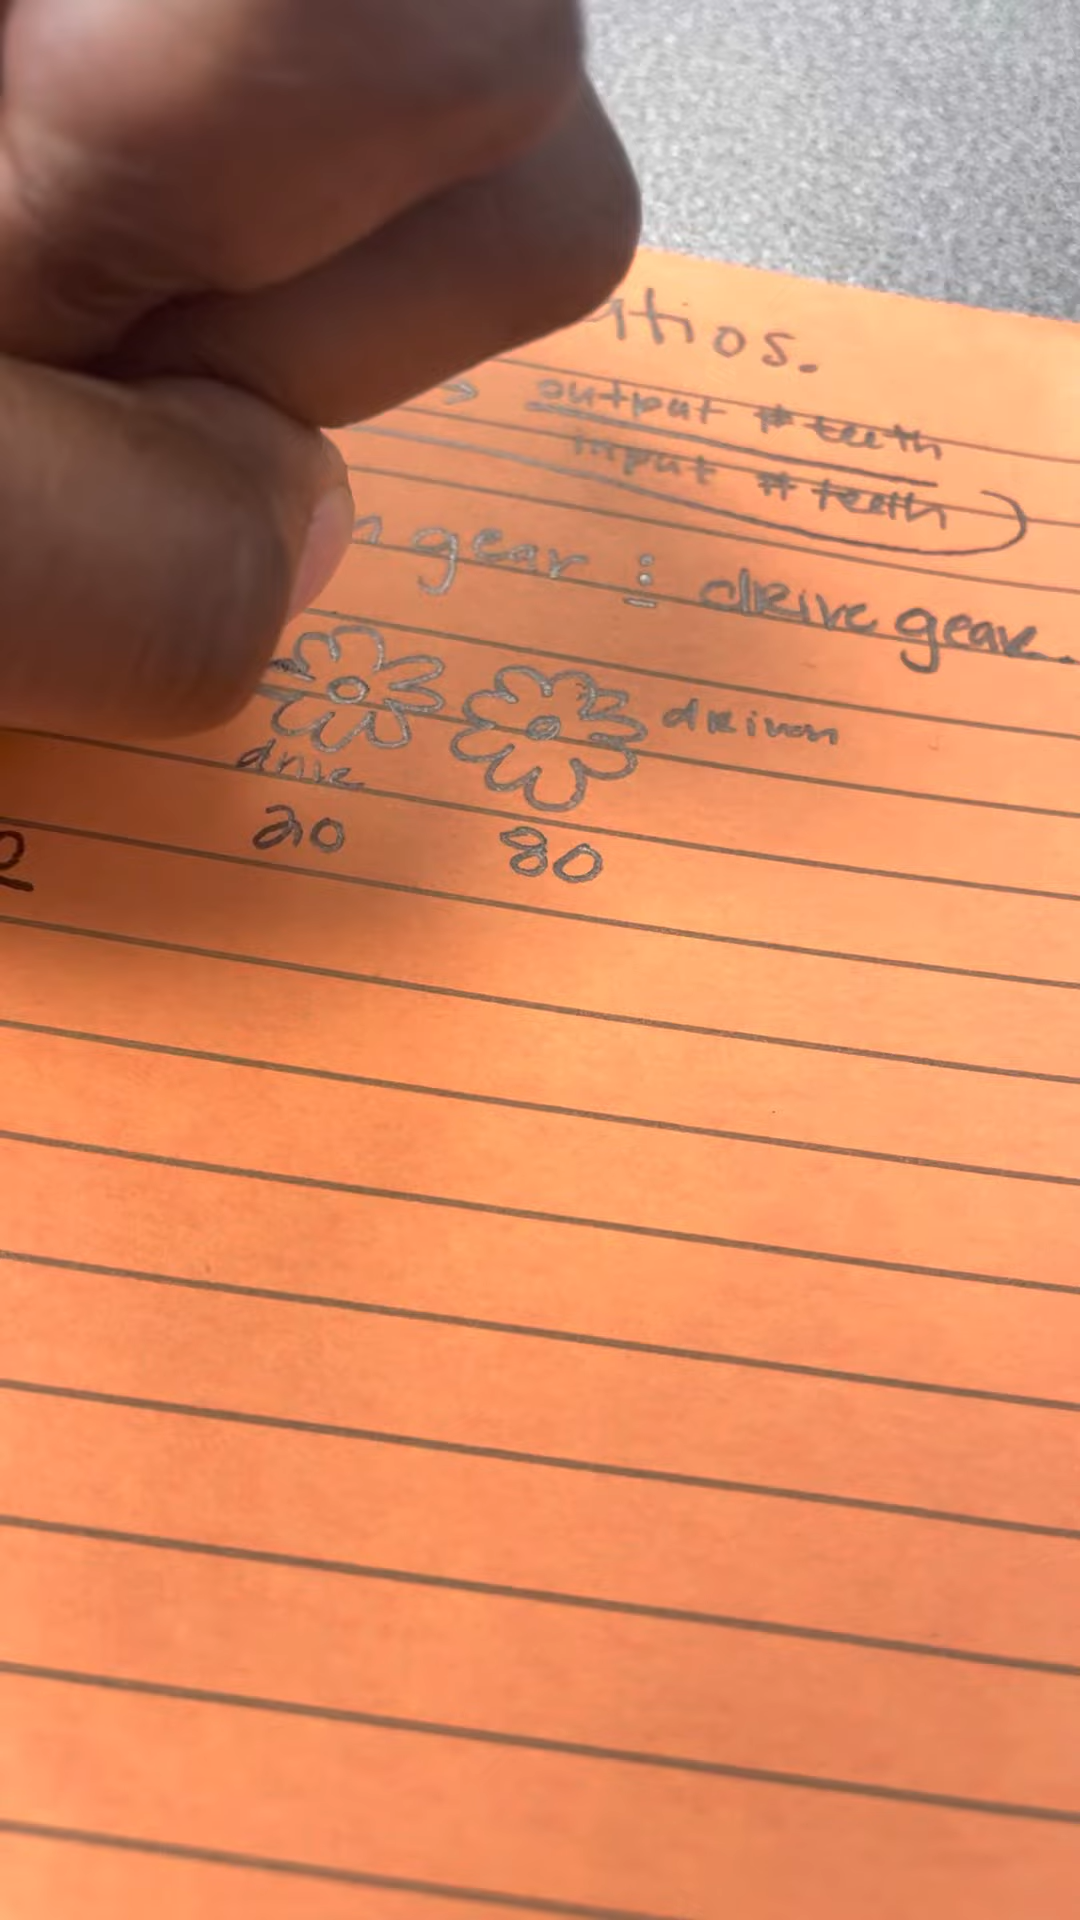 atios.
→ output # teeth
input # teeth
n gear : drive gear.
driven
drive
20 80
2